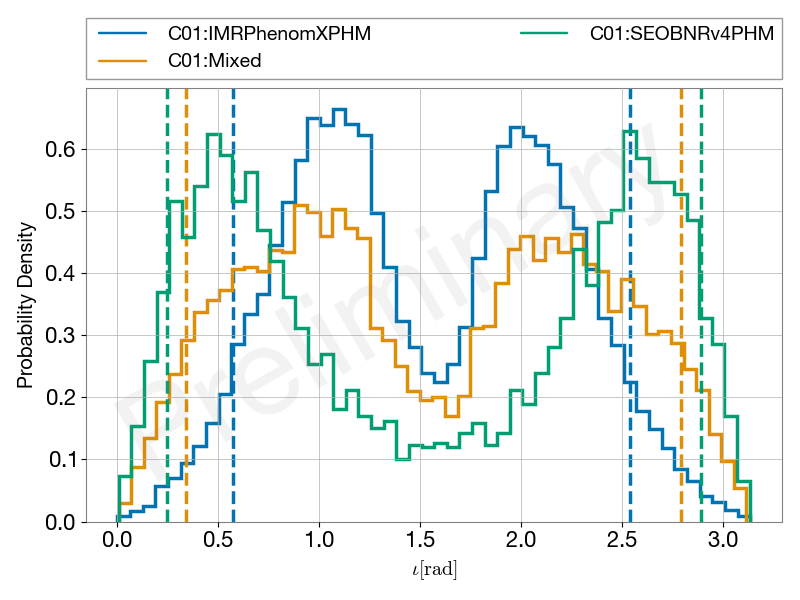 C01:IMRPhenomXPHM
C01:SEOBNRv4PHM
C01:Mixed
Preliminary
Probability Density
0.6
0.5
0.4
0.3
0.2
0.1
0.0
0.0 0.5 1.0 1.5 2.0 2.5 3.0
ι[rad]